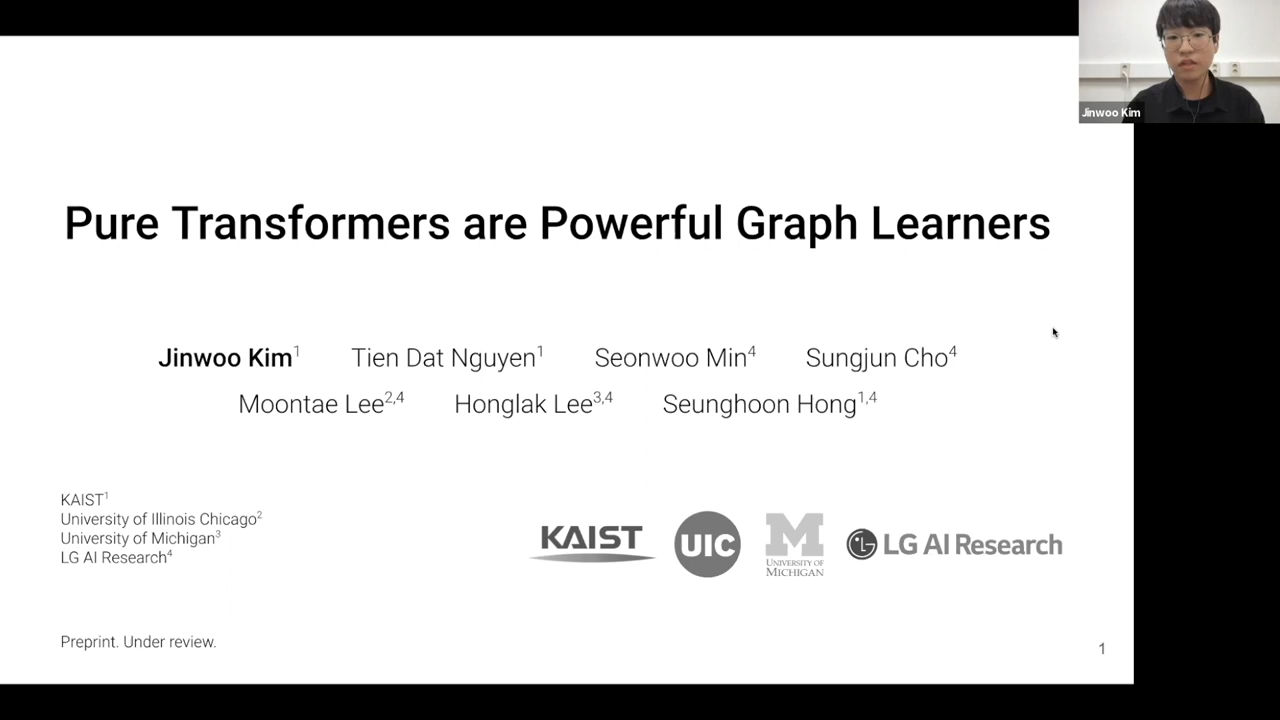 Jinwoo Kim
Pure Transformers are Powerful Graph Learners
Jinwoo Kim1 Tien Dat Nguyen1 Seonwoo Min4 Sungjun Cho4
Moontae Lee2,4 Honglak Lee3,4 Seunghoon Hong1,4
KAIST1
University of Illinois Chicago2
University of Michigan3
LG AI Research4
KAIST UIC M UNIVERSITY OF MICHIGAN LG AI Research
Preprint. Under review.
1